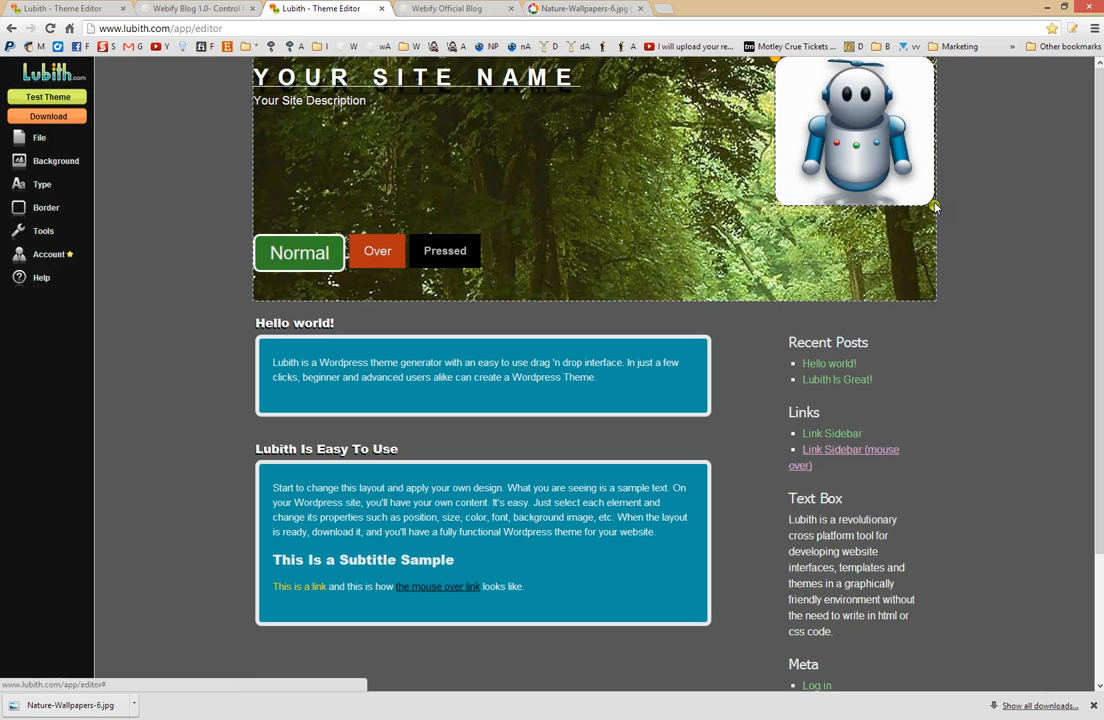 Lubith - Theme Editor
Webify Blog 1.0- Control
Lubith - Theme Editor
Webify Official Blog
Nature-Wallpapers-6.jpg
www.lubith.com/app/editor
M
G
S
M
Y
F
E
I
W
wA
W
A
NP
nA
D
dA
A
I will upload your re...
Motley Crue Tickets ...
D
B
vv
Marketing
»
Other bookmarks
Lubith.com
Test Theme
Download
File
Background
Type
Border
Tools
Account
Help
YOUR SITE NAME
Your Site Description
Normal
Over
Pressed
Hello world!
Lubith is a Wordpress theme generator with an easy to use drag 'n drop interface. In just a few
clicks, beginner and advanced users alike can create a Wordpress Theme.
Lubith Is Easy To Use
Start to change this layout and apply your own design. What you are seeing is a sample text. On
your Wordpress site, you'll have your own content. It's easy. Just select each element and
change its properties such as position, size, color, font, background image, etc. When the layout
is ready, download it, and you'll have a fully functional Wordpress theme for your website.
This Is a Subtitle Sample
This is a link and this is how the mouse over link looks like.
Recent Posts
Hello world!
Lubith Is Great!
Links
Link Sidebar
Link Sidebar (mouse
over)
Text Box
Lubith is a revolutionary
cross platform tool for
developing website
interfaces, templates and
themes in a graphically
friendly environment without
the need to write in html or
css code.
Meta
Log in
www.lubith.com/app/editor#
Nature-Wallpapers-6.jpg
Show all downloads...